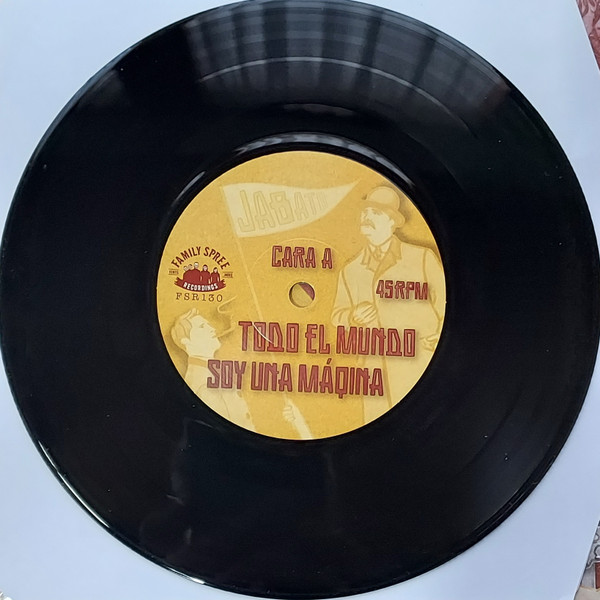 JABATO
CARA A
FAMILY SPREE
RECORDINGS
FSR130
45RPM
TODO EL MUNDO
SOY UNA MÁQINA